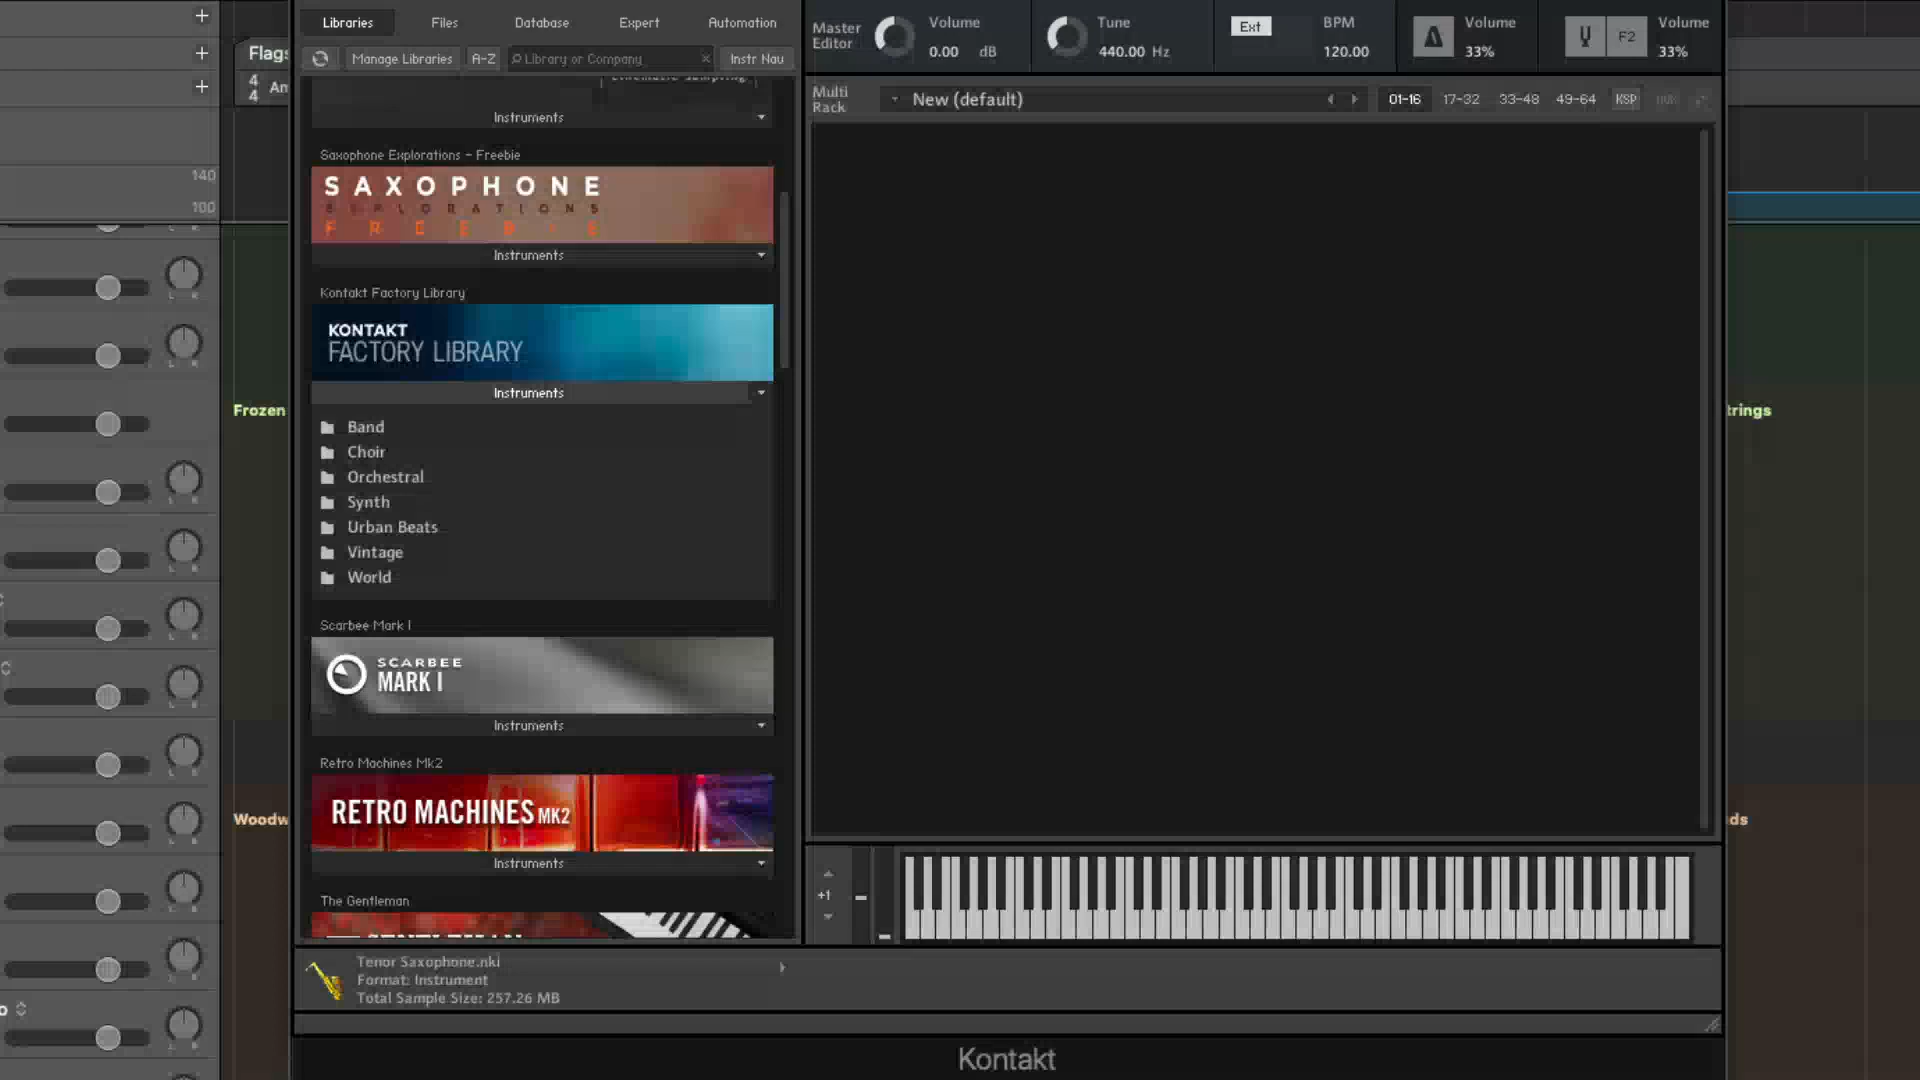 Libraries
Files
Database
Expert
Automation
Manage Libraries
A-Z
Library or Company
×
Instr Nav
Master
Editor
Volume
0.00 dB
Tune
440.00 Hz
Ext
BPM
120.00
Volume
33%
F2
Volume
33%
Multi
Rack
New (default)
01-16
17-32
33-48
49-64
KSP
Flags
4
4
An
140
100
Instruments
Saxophone Explorations - Freebie
SAXOPHONE
EXPLORATIONS
FREEBIE
Instruments
Kontakt Factory Library
KONTAKT
FACTORY LIBRARY
Instruments
Band
Choir
Orchestral
Synth
Urban Beats
Vintage
World
Frozen
trings
Scarbee Mark I
SCARBEE
MARK I
Instruments
Retro Machines Mk2
RETRO MACHINES MK2
Instruments
Woodw
ds
The Gentleman
+1
Tenor Saxophone.nki
Format: Instrument
Total Sample Size: 257.26 MB
Kontakt